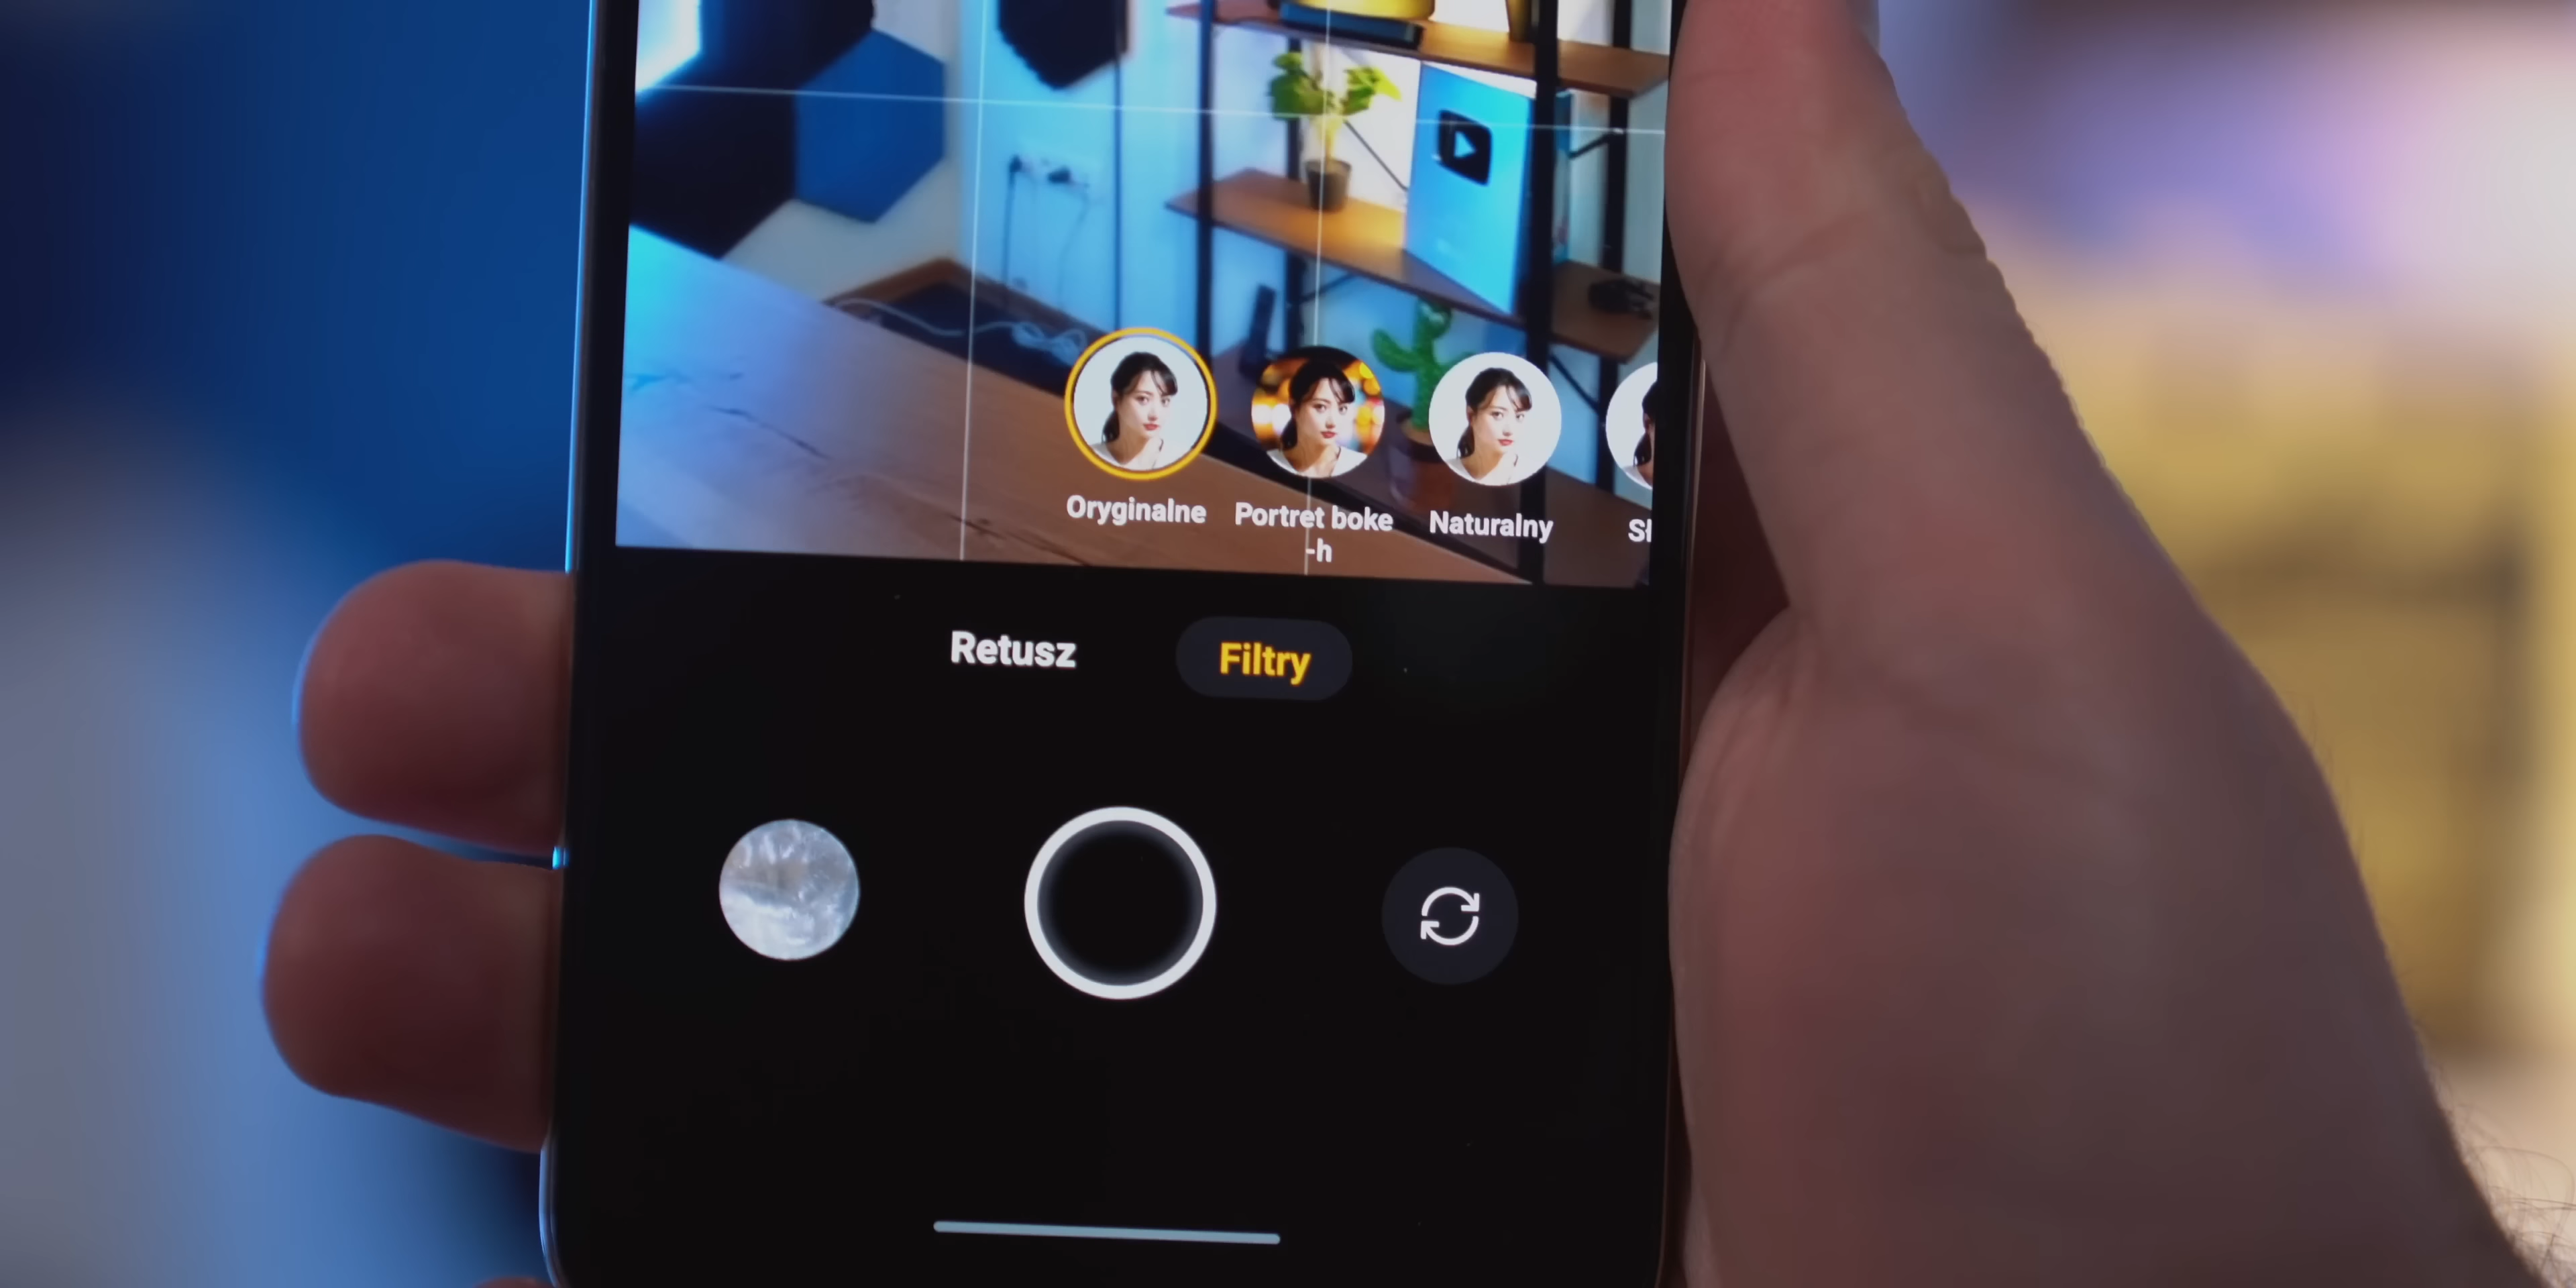 Oryginalne
Portret boke
-h
Naturalny
Retusz
Filtry